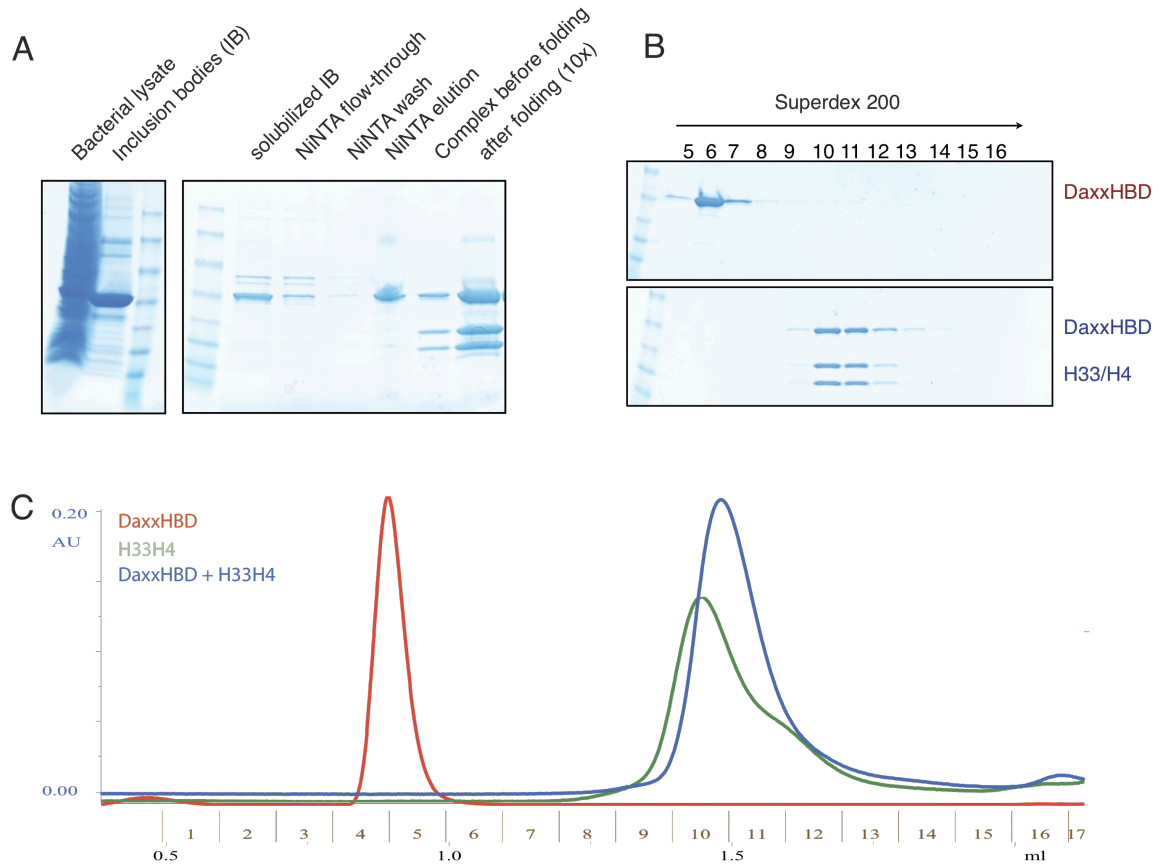 A
Bacterial lysate
Inclusion bodies (IB)
solubilized IB
NiNTA flow-through
NiNTA wash
NiNTA elution
Complex before folding
after folding (10x)
B
Superdex 200
5 6 7 8 9 10 11 12 13 14 15 16
DaxxHBD
DaxxHBD
H33/H4
C
0.20
AU
DaxxHBD
H33H4
DaxxHBD + H33H4
0.00
1 2 3 4 5 6 7 8 9 10 11 12 13 14 15 16 17
0.5 1.0 1.5 ml